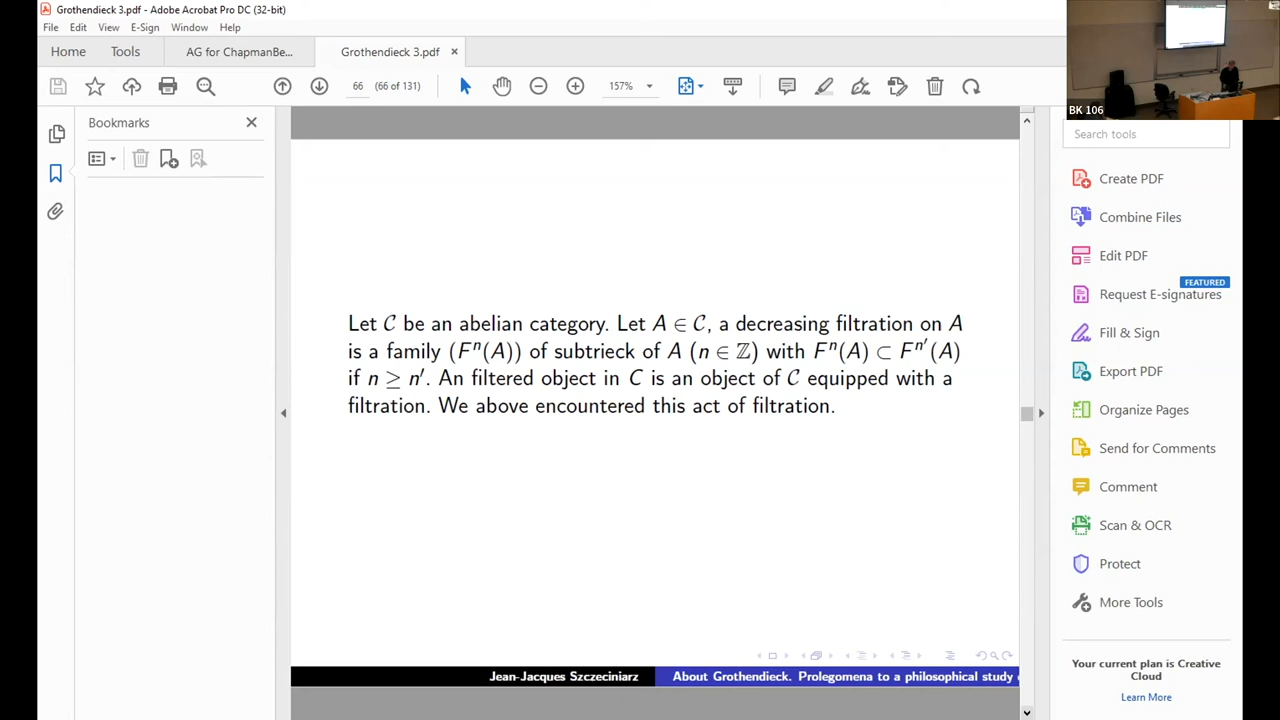 Grothendieck 3.pdf - Adobe Acrobat Pro DC (32-bit)
File Edit View E-Sign Window Help
Home Tools AG for ChapmanBe... Grothendieck 3.pdf ×
66 (66 of 131) 157%
BK 106
Bookmarks
Search tools
Create PDF
Combine Files
Edit PDF
FEATURED
Request E-signatures
Fill & Sign
Export PDF
Organize Pages
Send for Comments
Comment
Scan & OCR
Protect
More Tools
Your current plan is Creative
Cloud
Learn More
Let 𝒞 be an abelian category. Let A ∈ 𝒞, a decreasing filtration on A
is a family (Fⁿ(A)) of subtrieck of A (n ∈ ℤ) with Fⁿ(A) ⊂ Fⁿ′(A)
if n ≥ n′. An filtered object in C is an object of 𝒞 equipped with a
filtration. We above encountered this act of filtration.
Jean-Jacques Szczeciniarz About Grothendieck. Prolegomena to a philosophical study